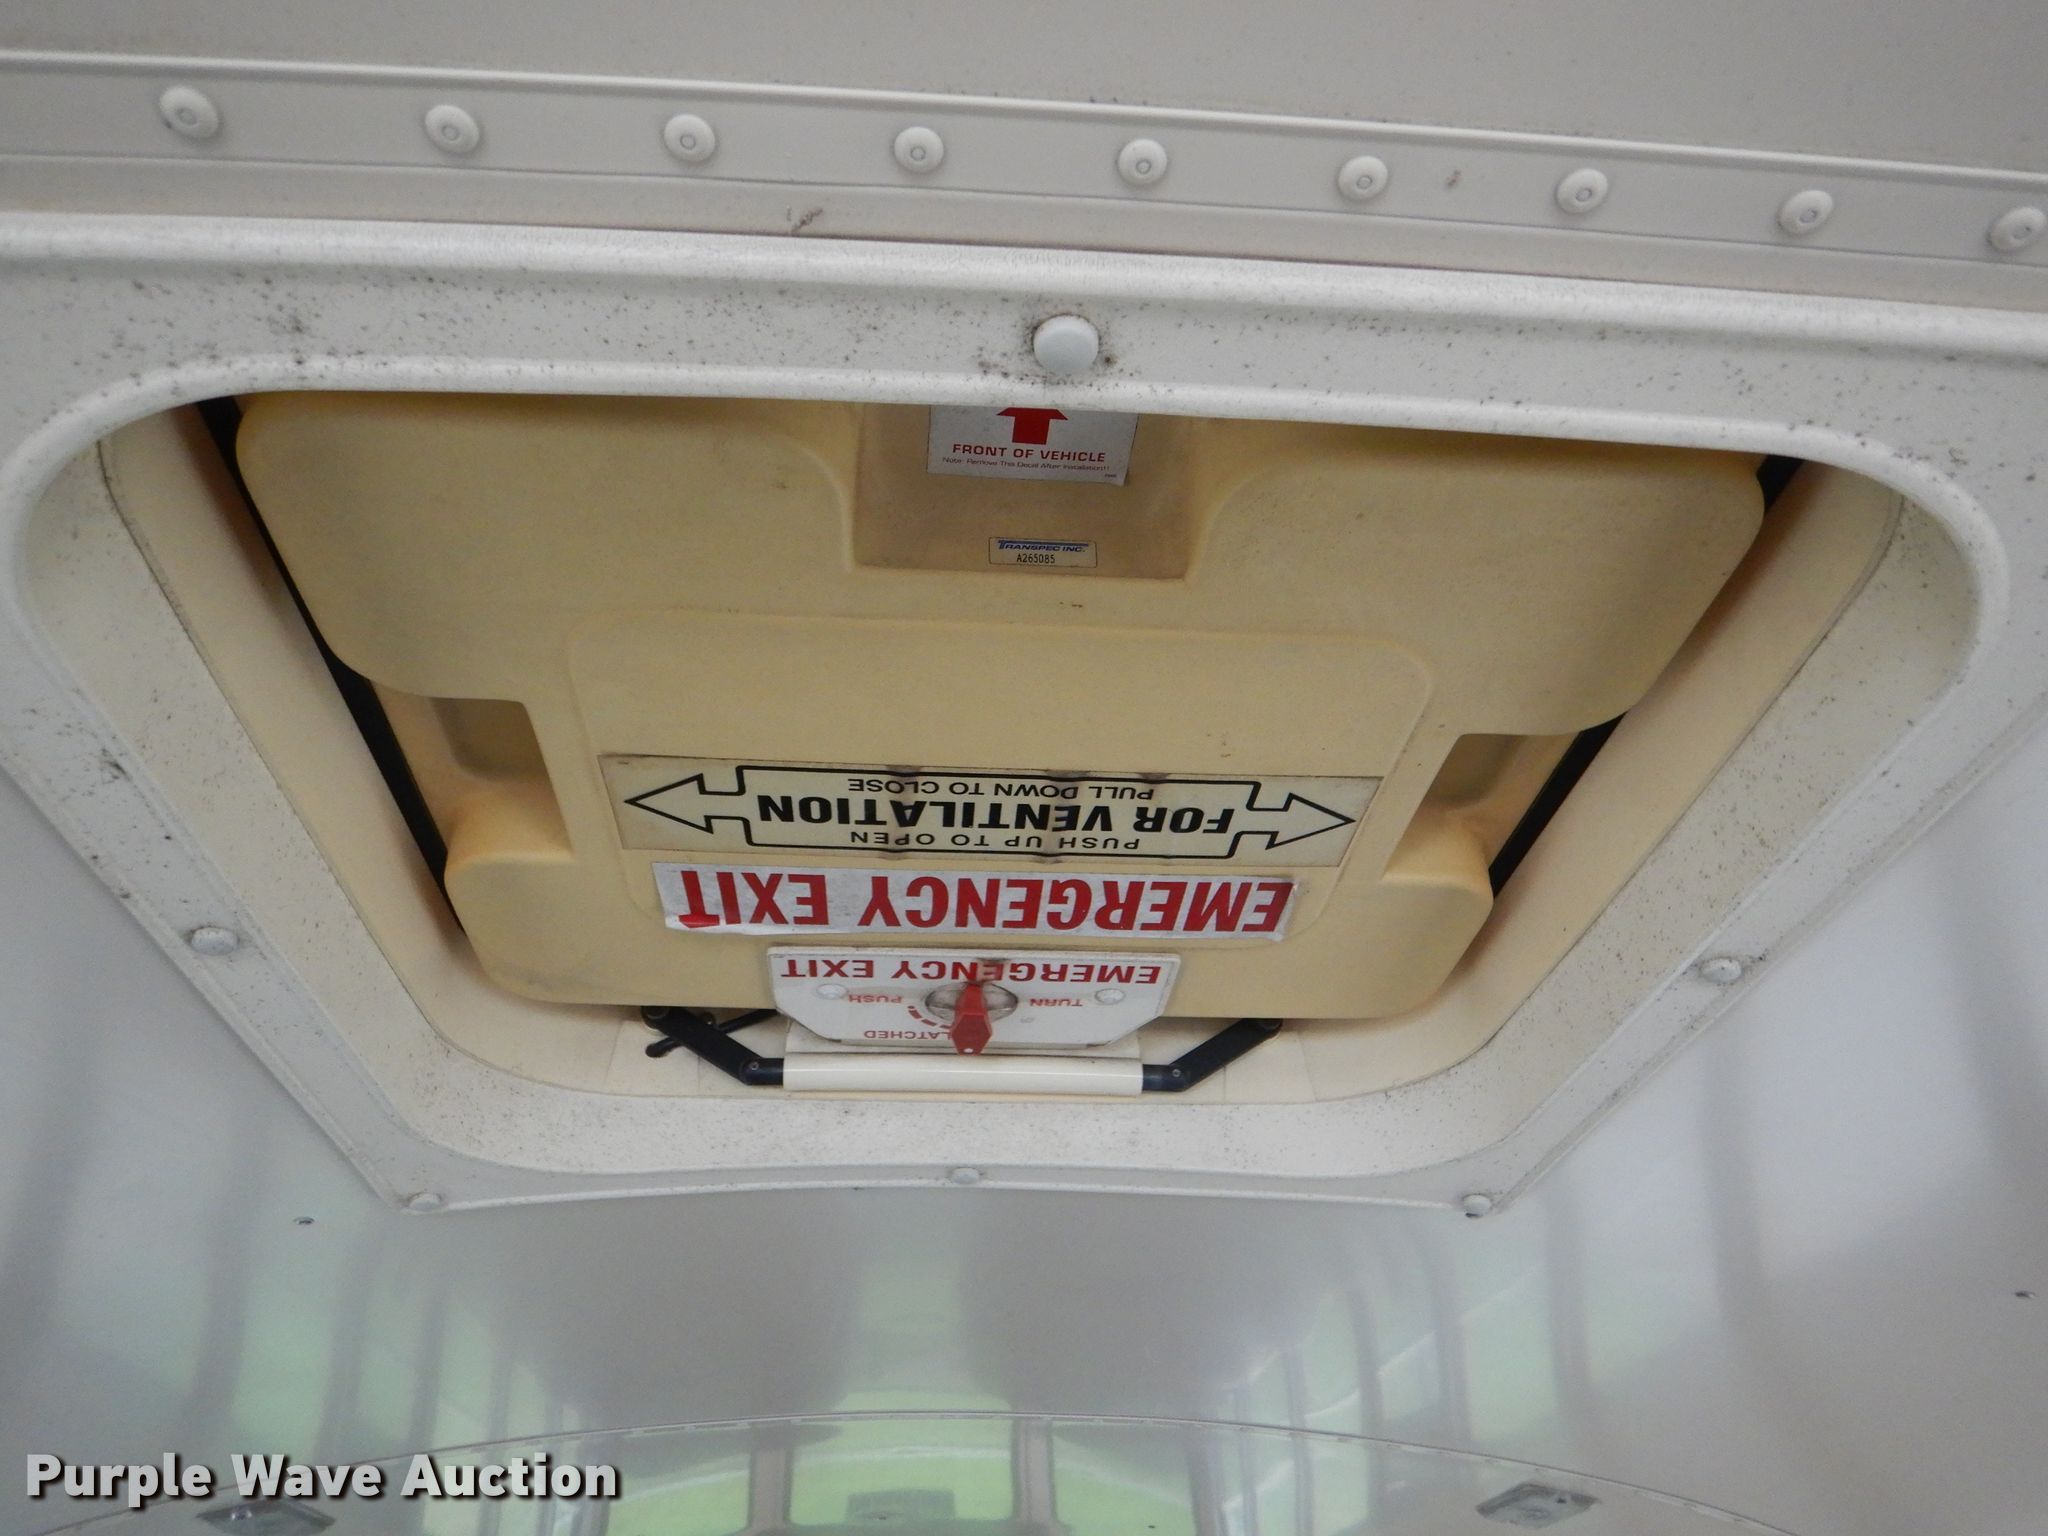 FRONT OF VEHICLE
Note: Remove This Decal After Installation!!
TRANSPEC INC.
A265085
PUSH UP TO OPEN
FOR VENTILATION
PULL DOWN TO CLOSE
EMERGENCY EXIT
EMERGENCY EXIT
TURN
PUSH
LATCHED
Purple Wave Auction